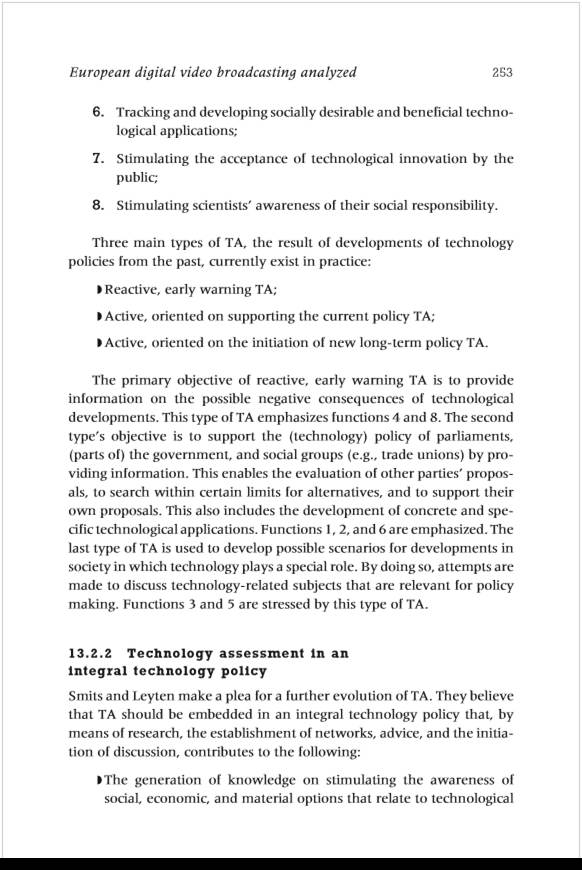 European digital video broadcasting analyzed 253
6. Tracking and developing socially desirable and beneficial techno-
logical applications;
7. Stimulating the acceptance of technological innovation by the
public;
8. Stimulating scientists’ awareness of their social responsibility.
Three main types of TA, the result of developments of technology
policies from the past, currently exist in practice:
◗ Reactive, early warning TA;
◗ Active, oriented on supporting the current policy TA;
◗ Active, oriented on the initiation of new long-term policy TA.
The primary objective of reactive, early warning TA is to provide
information on the possible negative consequences of technological
developments. This type of TA emphasizes functions 4 and 8. The second
type’s objective is to support the (technology) policy of parliaments,
(parts of) the government, and social groups (e.g., trade unions) by pro-
viding information. This enables the evaluation of other parties’ propos-
als, to search within certain limits for alternatives, and to support their
own proposals. This also includes the development of concrete and spe-
cific technological applications. Functions 1, 2, and 6 are emphasized. The
last type of TA is used to develop possible scenarios for developments in
society in which technology plays a special role. By doing so, attempts are
made to discuss technology-related subjects that are relevant for policy
making. Functions 3 and 5 are stressed by this type of TA.
13.2.2 Technology assessment in an
integral technology policy
Smits and Leyten make a plea for a further evolution of TA. They believe
that TA should be embedded in an integral technology policy that, by
means of research, the establishment of networks, advice, and the initia-
tion of discussion, contributes to the following:
◗ The generation of knowledge on stimulating the awareness of
social, economic, and material options that relate to technological